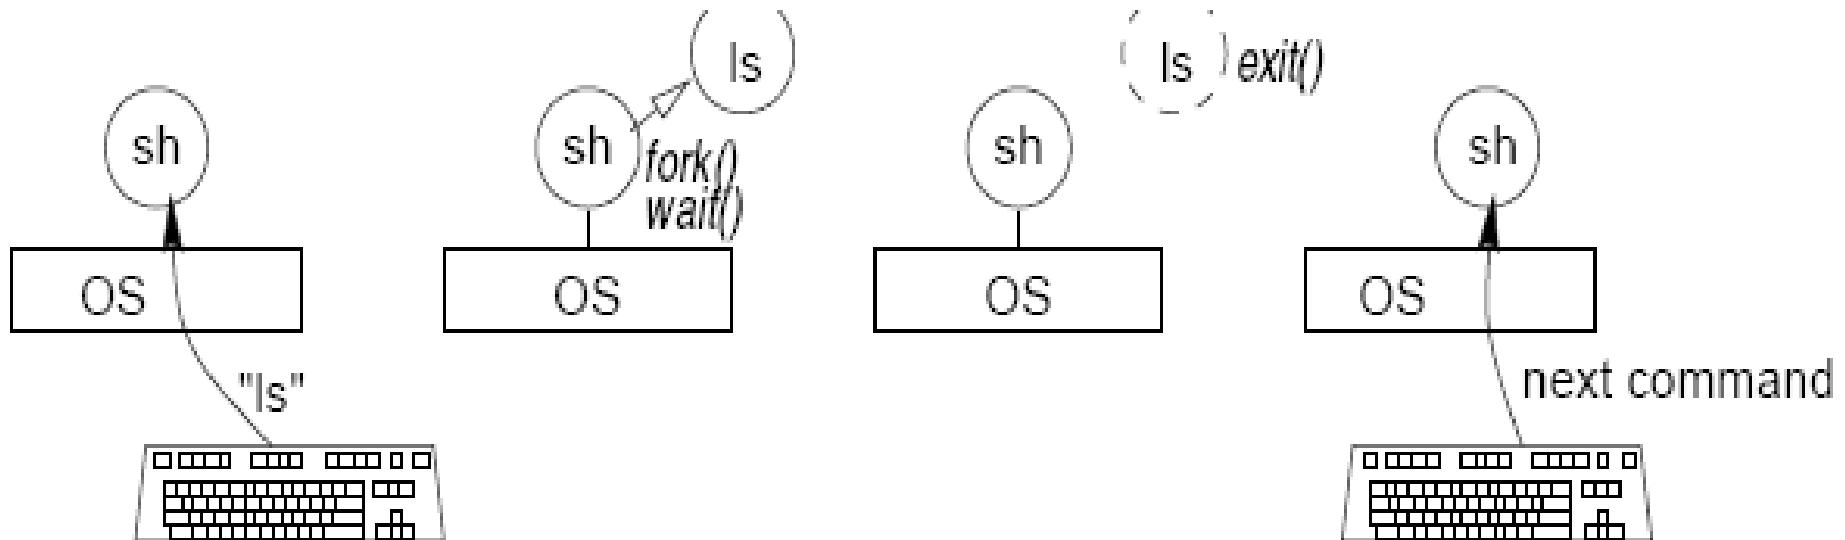 sh
OS
"ls"
ls
sh
fork()
wait()
OS
ls exit()
sh
OS
sh
OS
next command